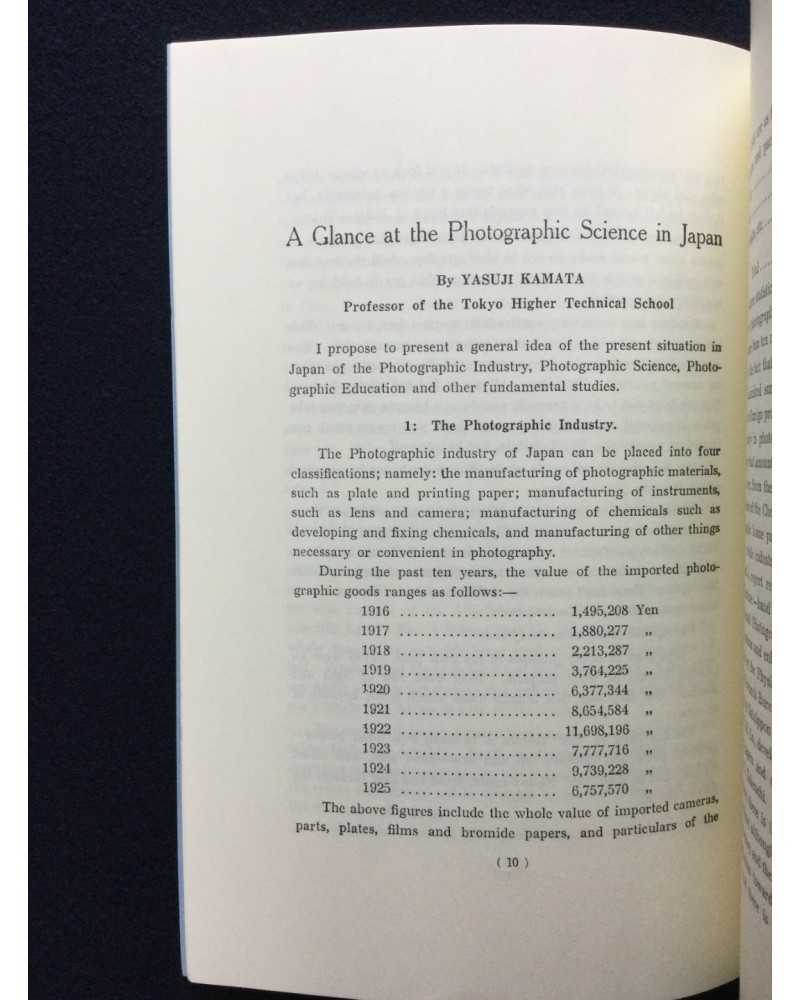 A Glance at the Photographic Science in Japan
By YASUJI KAMATA
Professor of the Tokyo Higher Technical School
I propose to present a general idea of the present situation in
Japan of the Photographic Industry, Photographic Science, Photo-
graphic Education and other fundamental studies.
1: The Photographic Industry.
The Photographic industry of Japan can be placed into four
classifications; namely: the manufacturing of photographic materials,
such as plate and printing paper; manufacturing of instruments,
such as lens and camera; manufacturing of chemicals such as
developing and fixing chemicals, and manufacturing of other things
necessary or convenient in photography.
During the past ten years, the value of the imported photo-
graphic goods ranges as follows:—
1916 ...................... 1,495,208 Yen
1917 ...................... 1,880,277 „
1918 ...................... 2,213,287 „
1919 ...................... 3,764,225 „
1920 ...................... 6,377,344 „
1921 ...................... 8,654,584 „
1922 ...................... 11,698,196 „
1923 ...................... 7,777,716 „
1924 ...................... 9,739,228 „
1925 ...................... 6,757,570 „
The above figures include the whole value of imported cameras,
parts, plates, films and bromide papers, and particulars of the
( 10 )